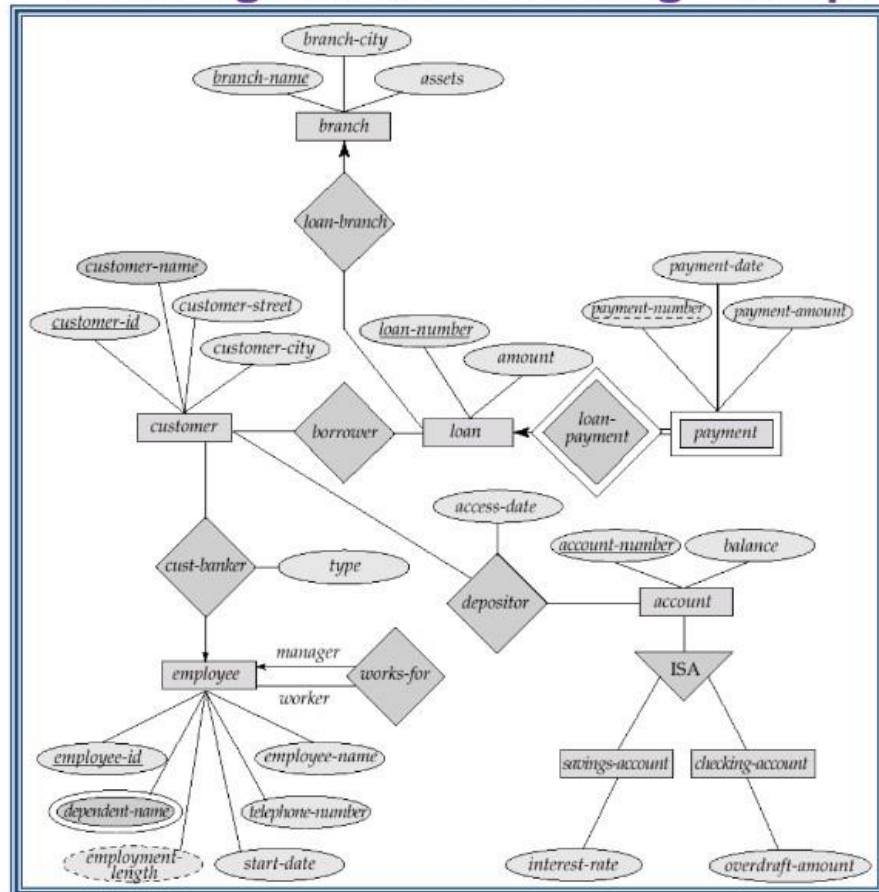 branch-city
branch-name
assets
branch
loan-branch
customer-name
payment-date
customer-street
payment-number
payment-amount
customer-id
loan-number
customer-city
amount
customer
borrower
loan
loan-
payment
payment
access-date
account-number
balance
cust-banker
type
depositor
account
manager
employee
works-for
worker
ISA
employee-id
employee-name
savings-account
checking-account
dependent-name
telephone-number
employment-
length
start-date
interest-rate
overdraft-amount